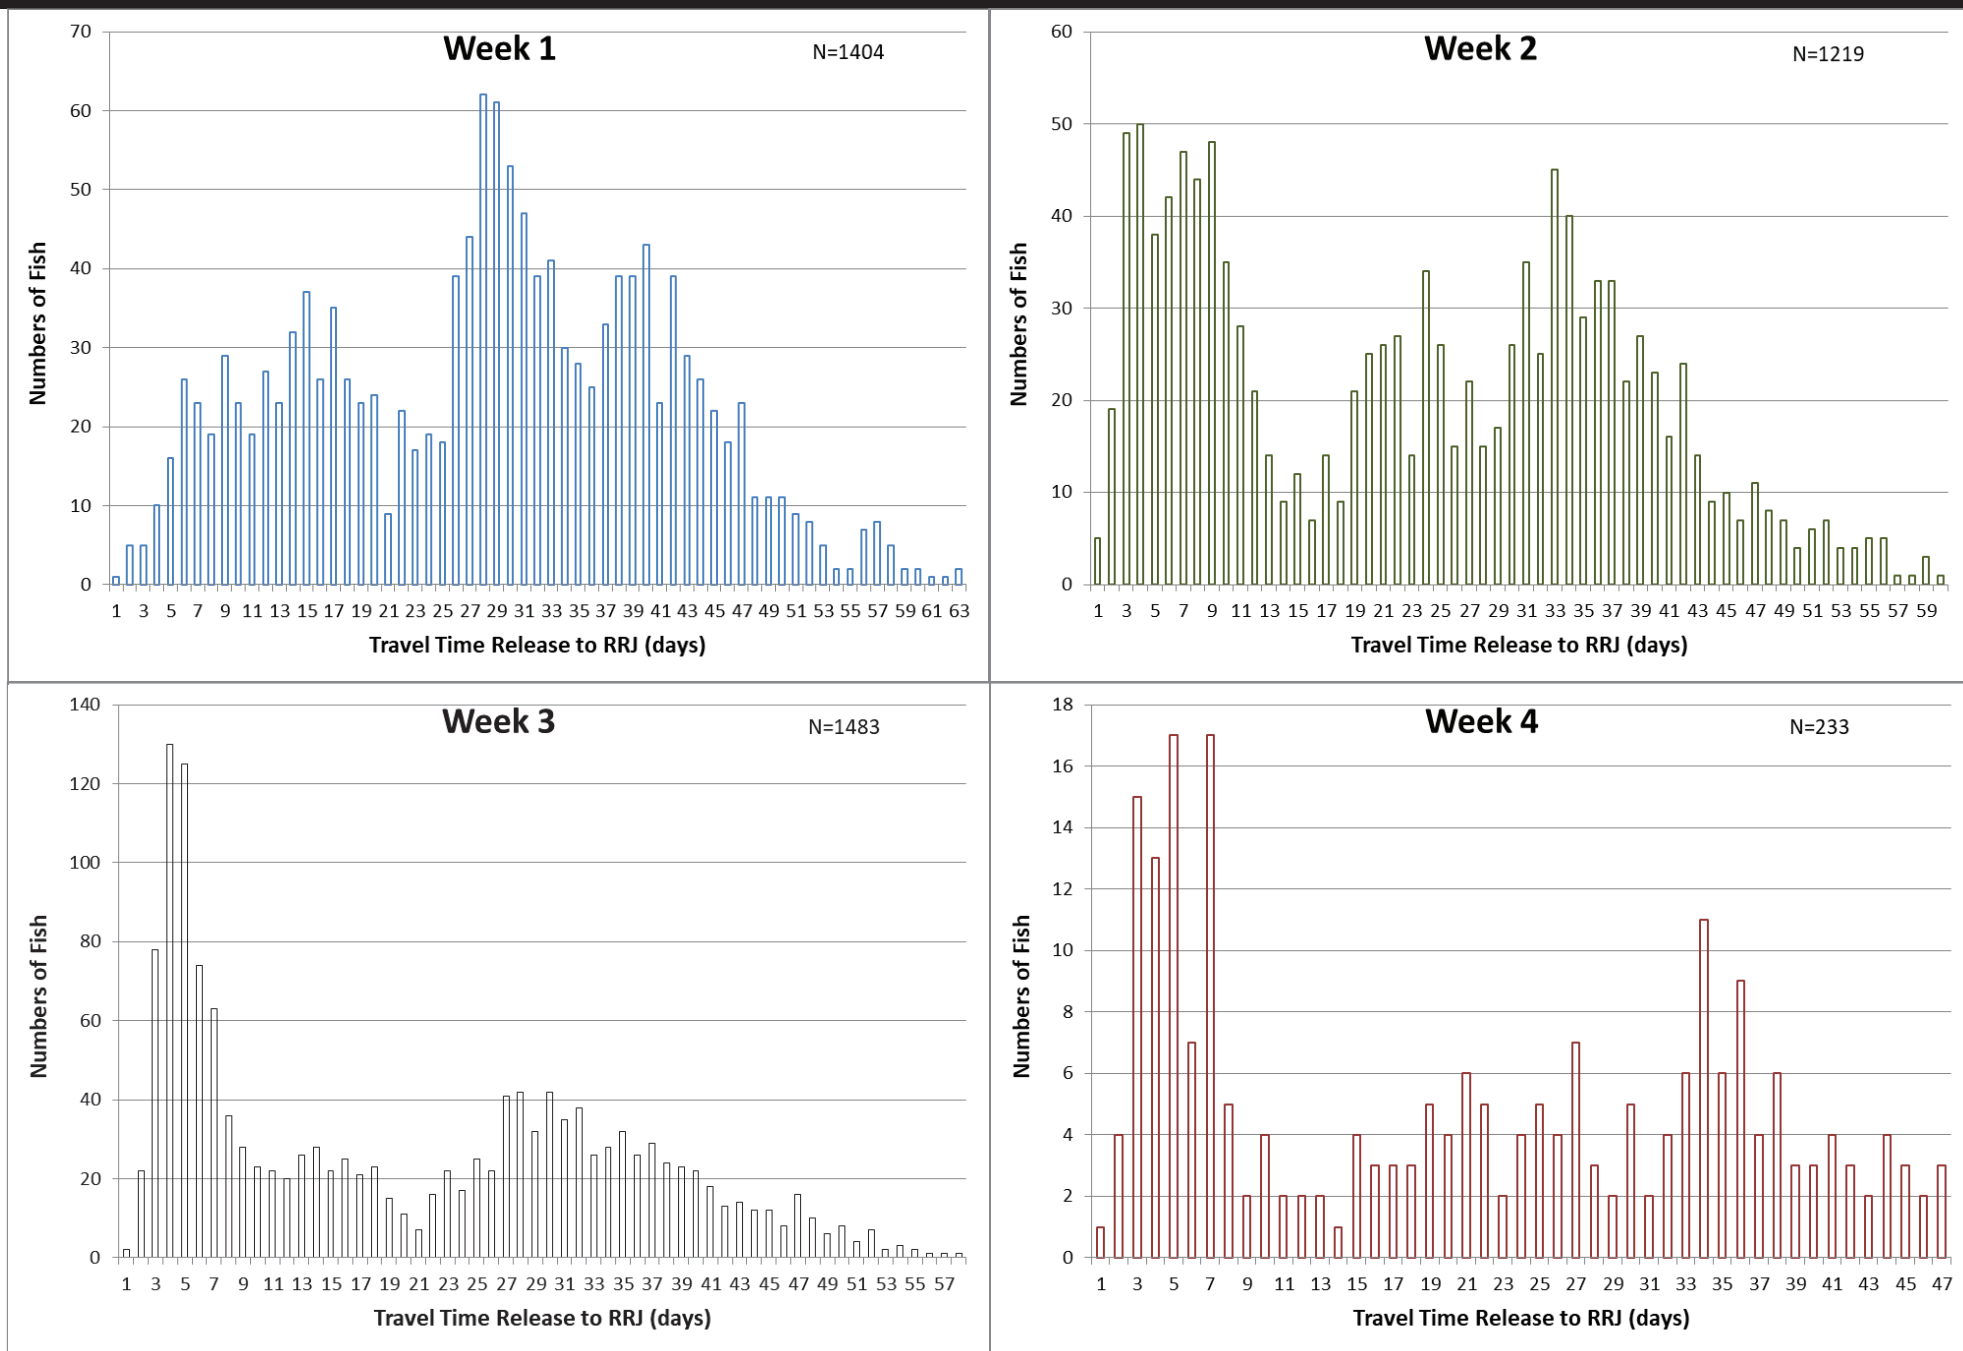 Week 1
N=1404
70
60
50
40
30
20
10
0
Numbers of Fish
1 3 5 7 9 11 13 15 17 19 21 23 25 27 29 31 33 35 37 39 41 43 45 47 49 51 53 55 57 59 61 63
Travel Time Release to RRJ (days)
Week 2
N=1219
60
50
40
30
20
10
0
Numbers of Fish
1 3 5 7 9 11 13 15 17 19 21 23 25 27 29 31 33 35 37 39 41 43 45 47 49 51 53 55 57 59
Travel Time Release to RRJ (days)
Week 3
N=1483
140
120
100
80
60
40
20
0
Numbers of Fish
1 3 5 7 9 11 13 15 17 19 21 23 25 27 29 31 33 35 37 39 41 43 45 47 49 51 53 55 57
Travel Time Release to RRJ (days)
Week 4
N=233
18
16
14
12
10
8
6
4
2
0
Numbers of Fish
1 3 5 7 9 11 13 15 17 19 21 23 25 27 29 31 33 35 37 39 41 43 45 47
Travel Time Release to RRJ (days)